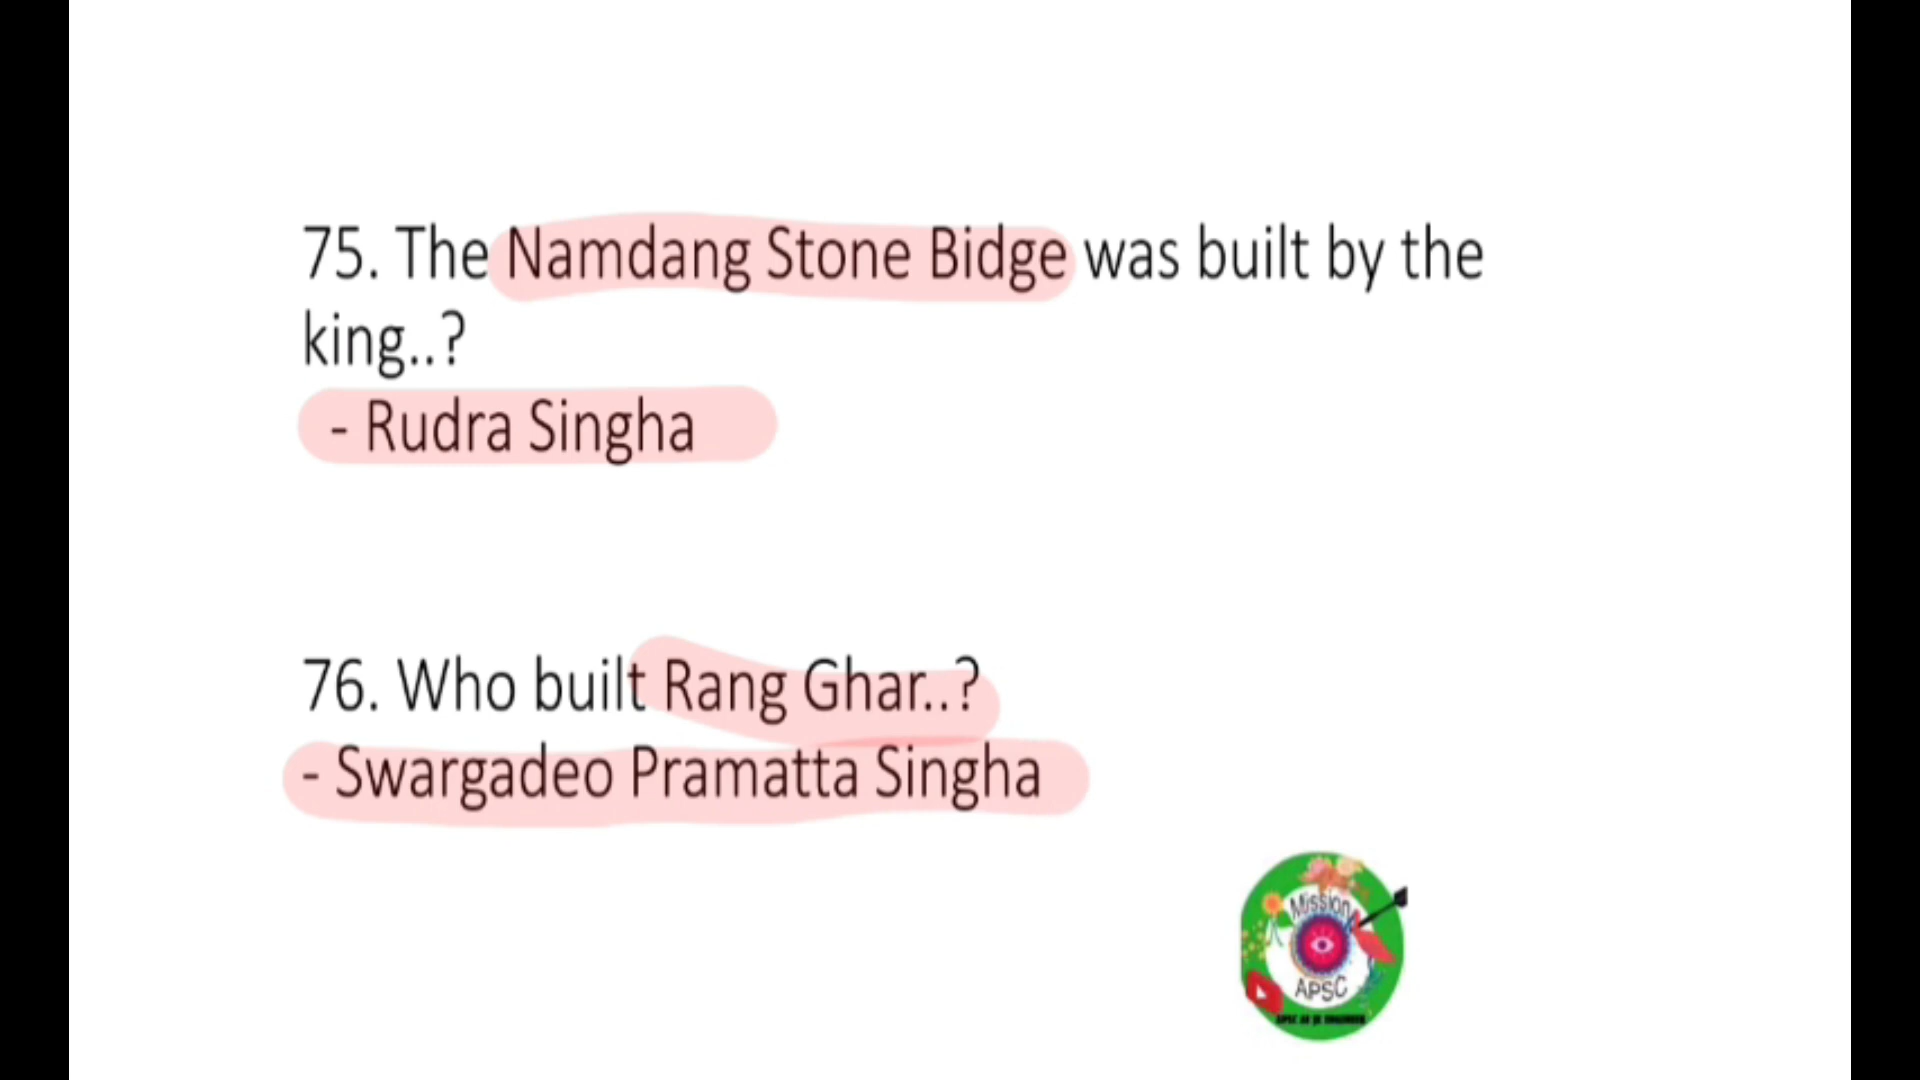 75. The Namdang Stone Bidge was built by the
king..?
- Rudra Singha
76. Who built Rang Ghar..?
- Swargadeo Pramatta Singha
Mission
APSC